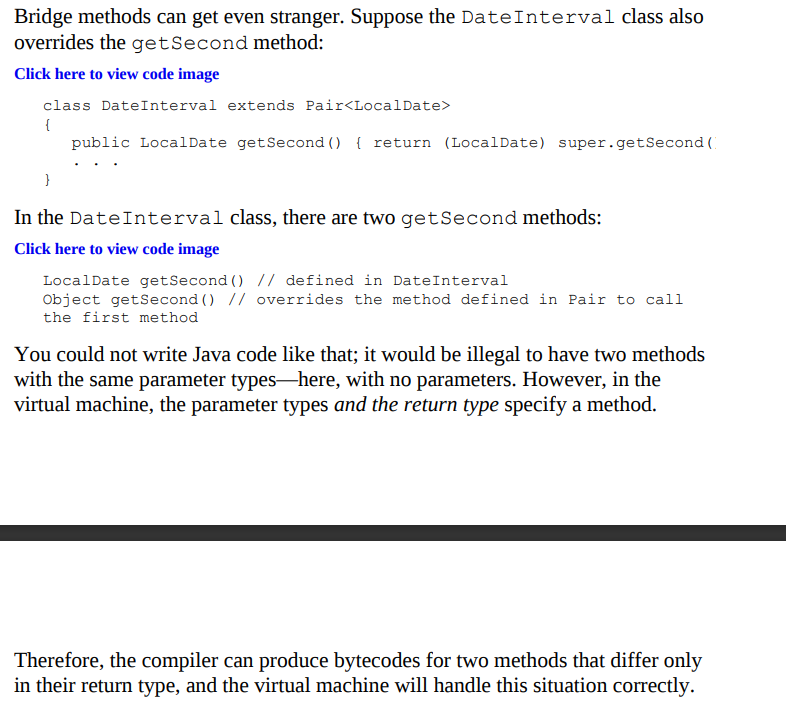 Bridge methods can get even stranger. Suppose the DateInterval class also
overrides the getSecond method:
Click here to view code image
class DateInterval extends Pair<LocalDate>
{
public LocalDate getSecond() { return (LocalDate) super.getSecond(
. . .
}
In the DateInterval class, there are two getSecond methods:
Click here to view code image
LocalDate getSecond() // defined in DateInterval
Object getSecond() // overrides the method defined in Pair to call
the first method
You could not write Java code like that; it would be illegal to have two methods
with the same parameter types—here, with no parameters. However, in the
virtual machine, the parameter types and the return type specify a method.
Therefore, the compiler can produce bytecodes for two methods that differ only
in their return type, and the virtual machine will handle this situation correctly.